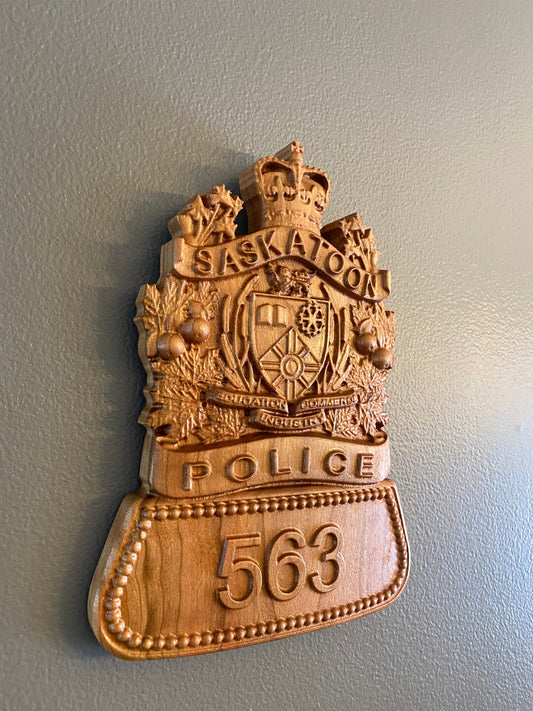 SASKATOON
EDUCATION COMMERCE
INDUSTRY
POLICE
563